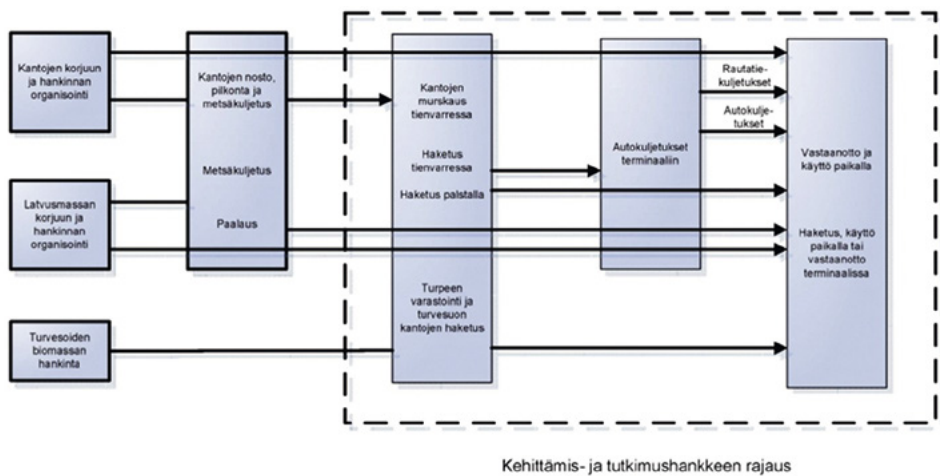 Kantojen korjuun
ja hankinnan
organisointi
Latvusmassan
korjuun ja
hankinnan
organisointi
Turvesoiden
biomassan
hankinta
Kantojen nosto,
pilkonta ja
metsäkuljetus
Metsäkuljetus
Paalaus
Kantojen
murskaus
tienvarressa
Haketus
tienvarressa
Haketus palstalla
Turpeen
varastointi ja
turvesuon
kantojen haketus
Autokuljetukset
terminaaliin
Rautatie-
kuljetukset
Autokulje-
tukset
Vastaanotto ja
käyttö paikalla
Haketus, käyttö
paikalla tai
vastaanotto
terminaalissa
Kehittämis- ja tutkimushankkeen rajaus